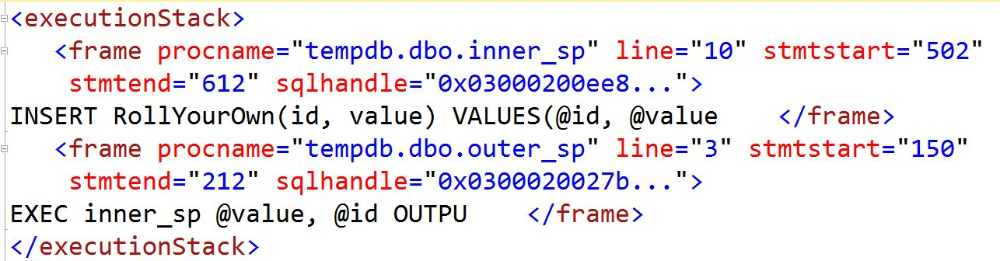 <executionStack>
<frame procname="tempdb.dbo.inner_sp" line="10" stmtstart="502"
stmtend="612" sqlhandle="0x03000200ee8...">
INSERT RollYourOwn(id, value) VALUES(@id, @value </frame>
<frame procname="tempdb.dbo.outer_sp" line="3" stmtstart="150"
stmtend="212" sqlhandle="0x0300020027b...">
EXEC inner_sp @value, @id OUTPU </frame>
</executionStack>